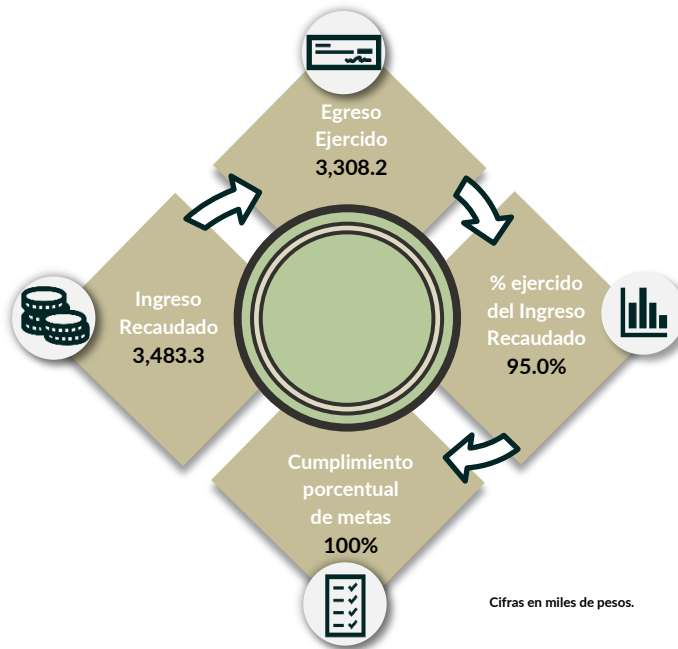 Egreso
Ejercido
3,308.2
Ingreso
Recaudado
3,483.3
% ejercido
del Ingreso
Recaudado
95.0%
Cumplimiento
porcentual
de metas
100%
Cifras en miles de pesos.